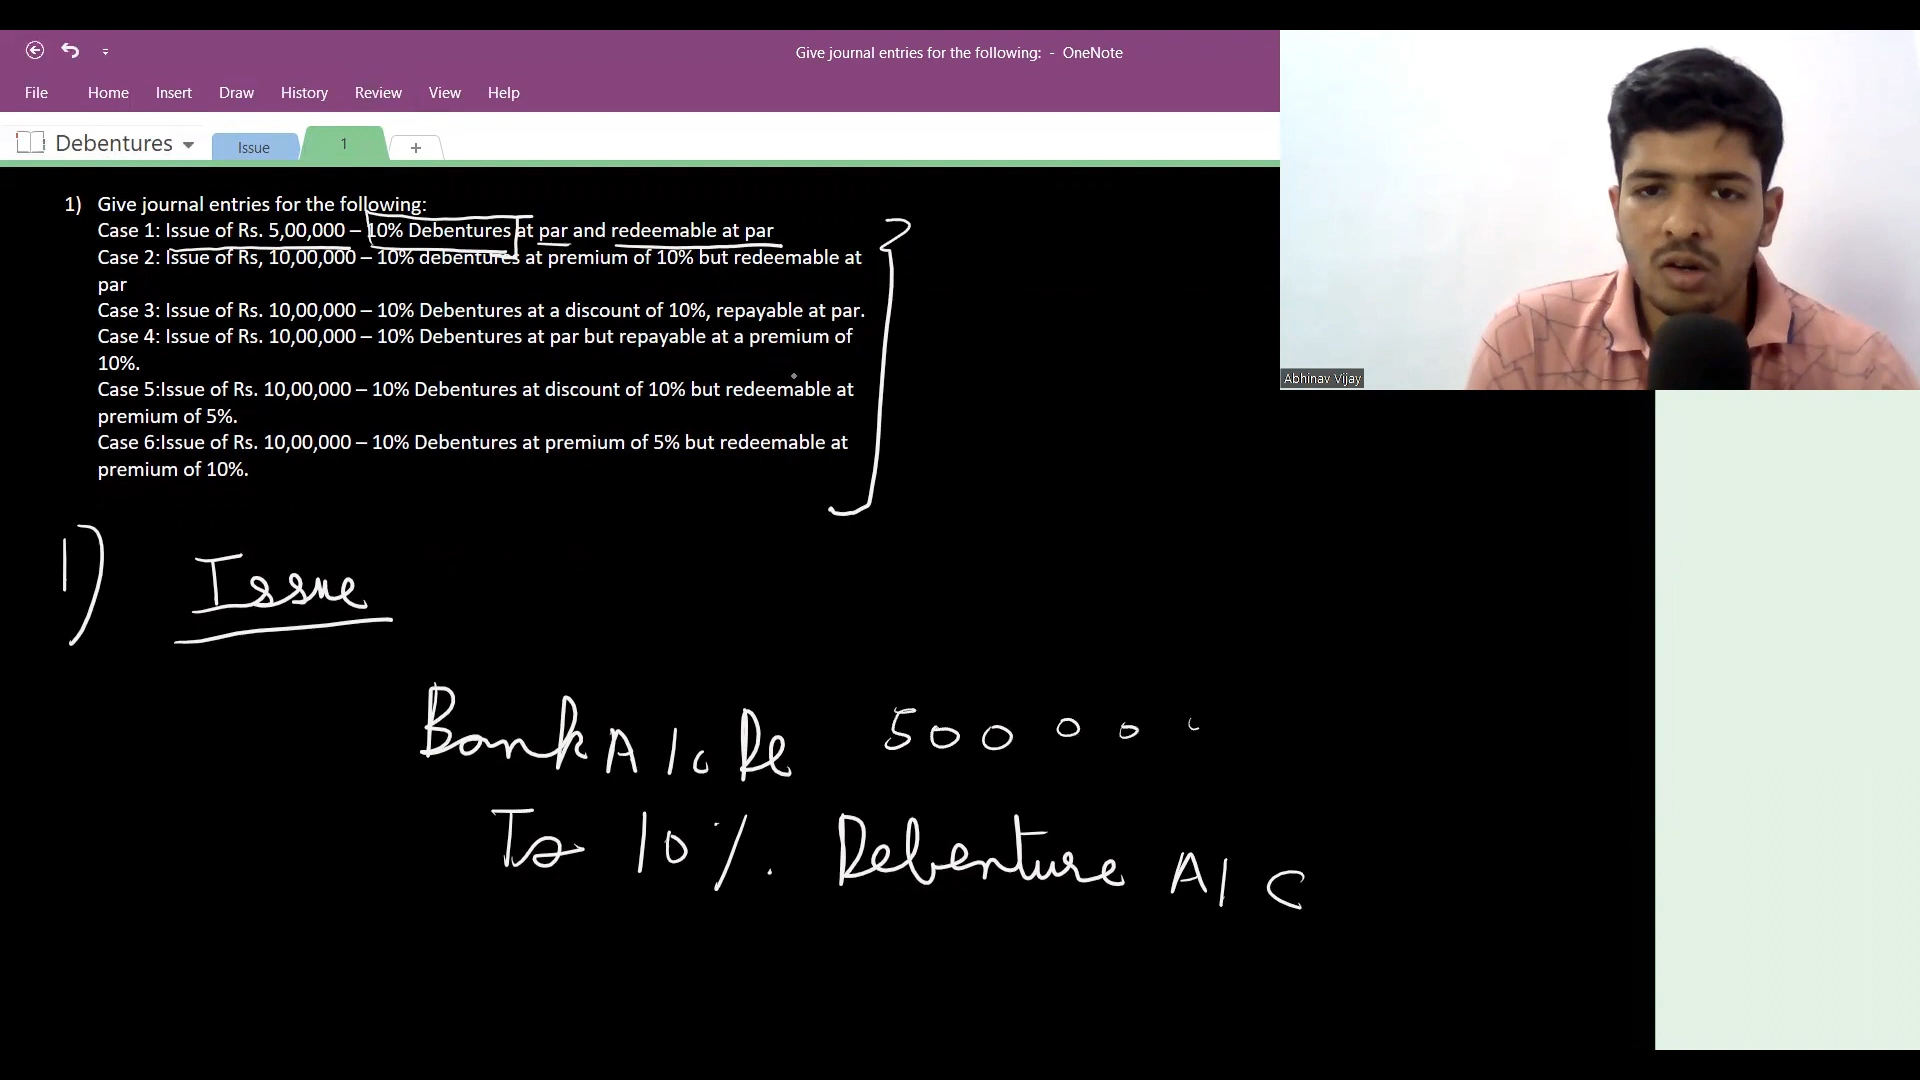 Give journal entries for the following: - OneNote
File Home Insert Draw History Review View Help
Debentures Issue 1 +
1) Give journal entries for the following:
Case 1: Issue of Rs. 5,00,000 – 10% Debentures at par and redeemable at par
Case 2: Issue of Rs, 10,00,000 – 10% debentures at premium of 10% but redeemable at
par
Case 3: Issue of Rs. 10,00,000 – 10% Debentures at a discount of 10%, repayable at par.
Case 4: Issue of Rs. 10,00,000 – 10% Debentures at par but repayable at a premium of
10%.
Case 5:Issue of Rs. 10,00,000 – 10% Debentures at discount of 10% but redeemable at
premium of 5%.
Case 6:Issue of Rs. 10,00,000 – 10% Debentures at premium of 5% but redeemable at
premium of 10%.
Abhinav Vijay
1) Issue
Bank A/c De 500000
To 10%. Debenture A/C